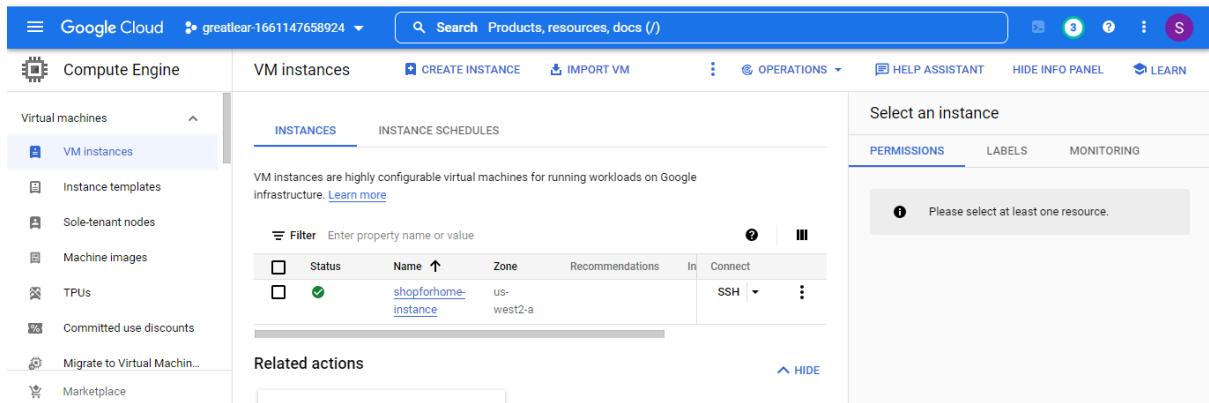 Google Cloud greatlear-1661147658924 Search Products, resources, docs (/) 3 S
Compute Engine
VM instances CREATE INSTANCE IMPORT VM OPERATIONS HELP ASSISTANT HIDE INFO PANEL LEARN
Virtual machines
VM instances
Instance templates
Sole-tenant nodes
Machine images
TPUs
Committed use discounts
Migrate to Virtual Machin...
Marketplace
INSTANCES INSTANCE SCHEDULES
VM instances are highly configurable virtual machines for running workloads on Google
infrastructure. Learn more
Filter Enter property name or value
Status Name Zone Recommendations In Connect
shopforhome- us- SSH
instance west2-a
Related actions
HIDE
Select an instance
PERMISSIONS LABELS MONITORING
Please select at least one resource.